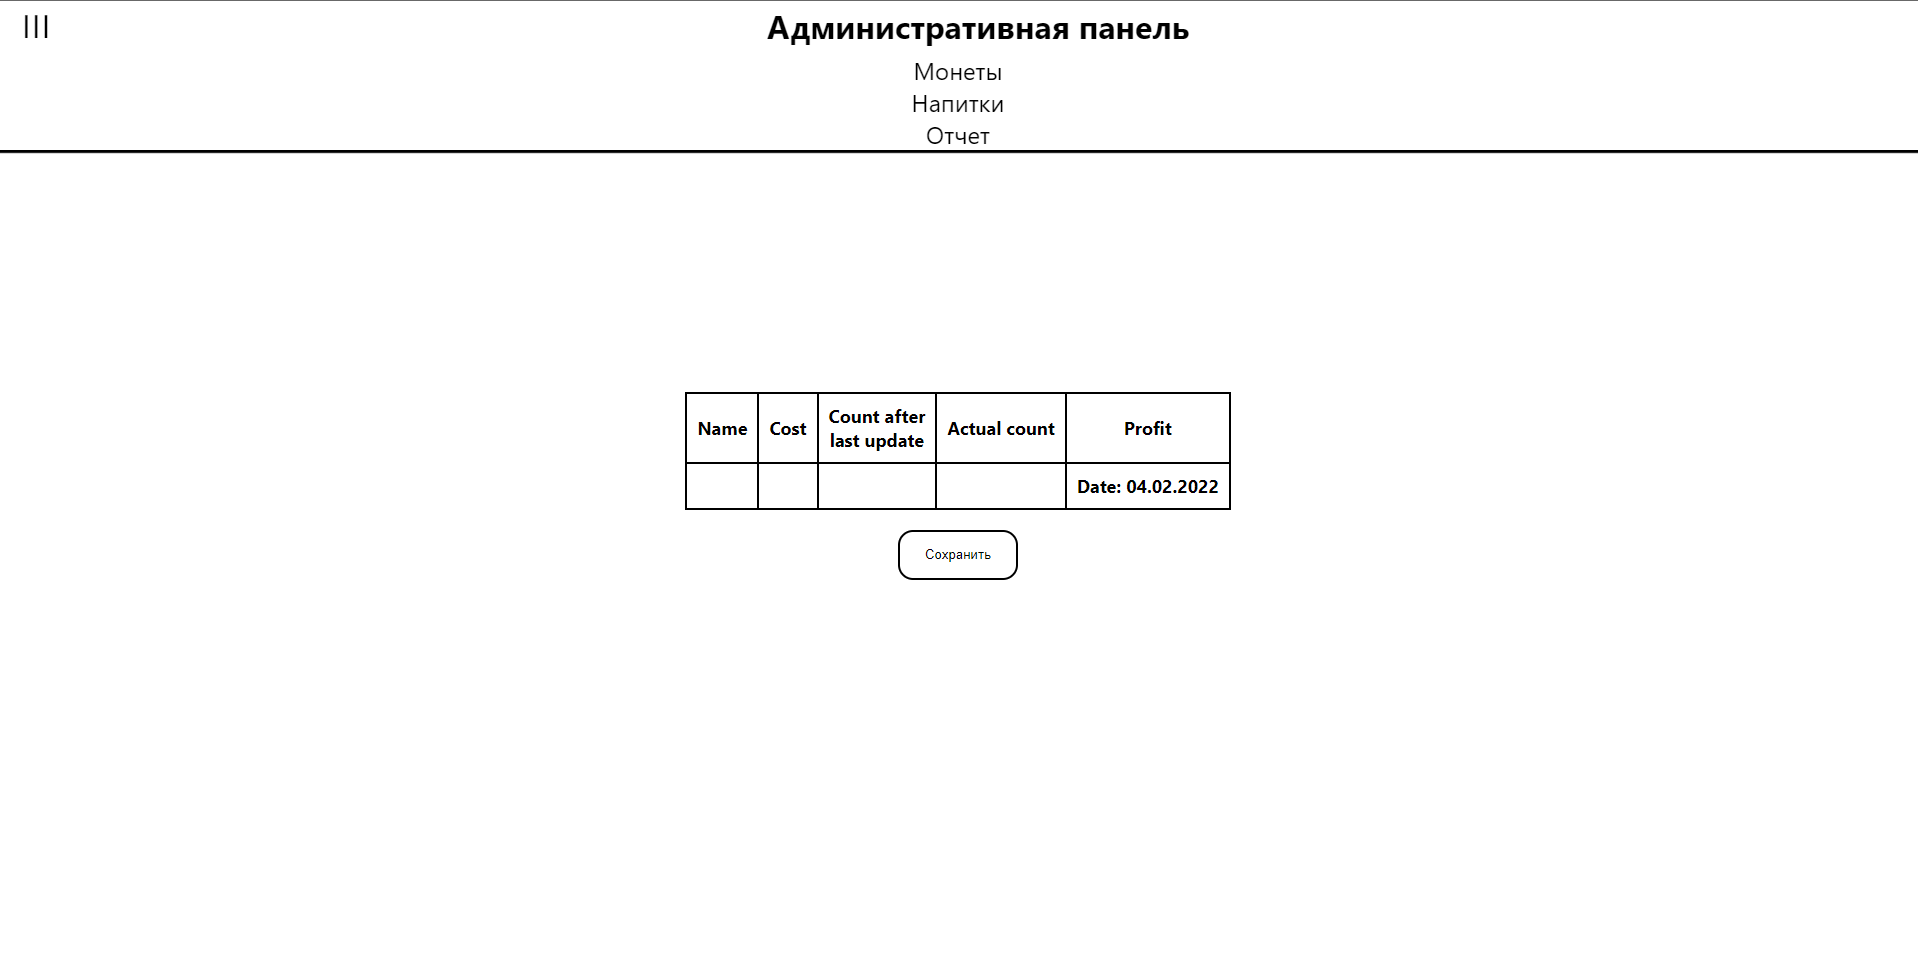 Административная панель
Монеты
Напитки
Отчет
Name Cost Count after last update Actual count Profit
Date: 04.02.2022
Сохранить